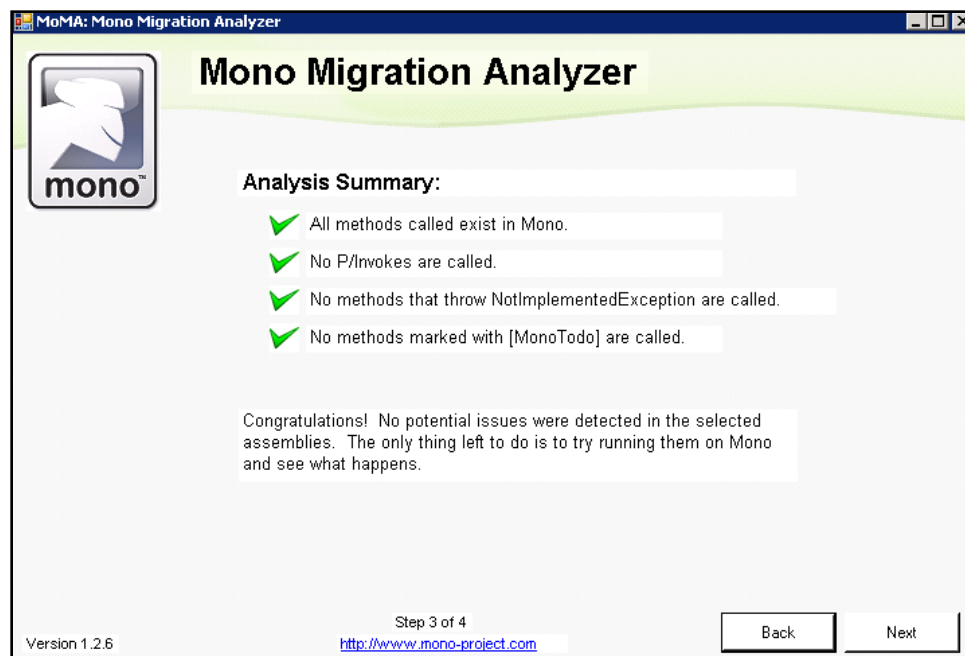 MoMA: Mono Migration Analyzer
Mono Migration Analyzer
mono™
Analysis Summary:
All methods called exist in Mono.
No P/Invokes are called.
No methods that throw NotImplementedException are called.
No methods marked with [MonoTodo] are called.
Congratulations!  No potential issues were detected in the selected
assemblies.  The only thing left to do is to try running them on Mono
and see what happens.
Step 3 of 4
Version 1.2.6
http://www.mono-project.com
Back
Next